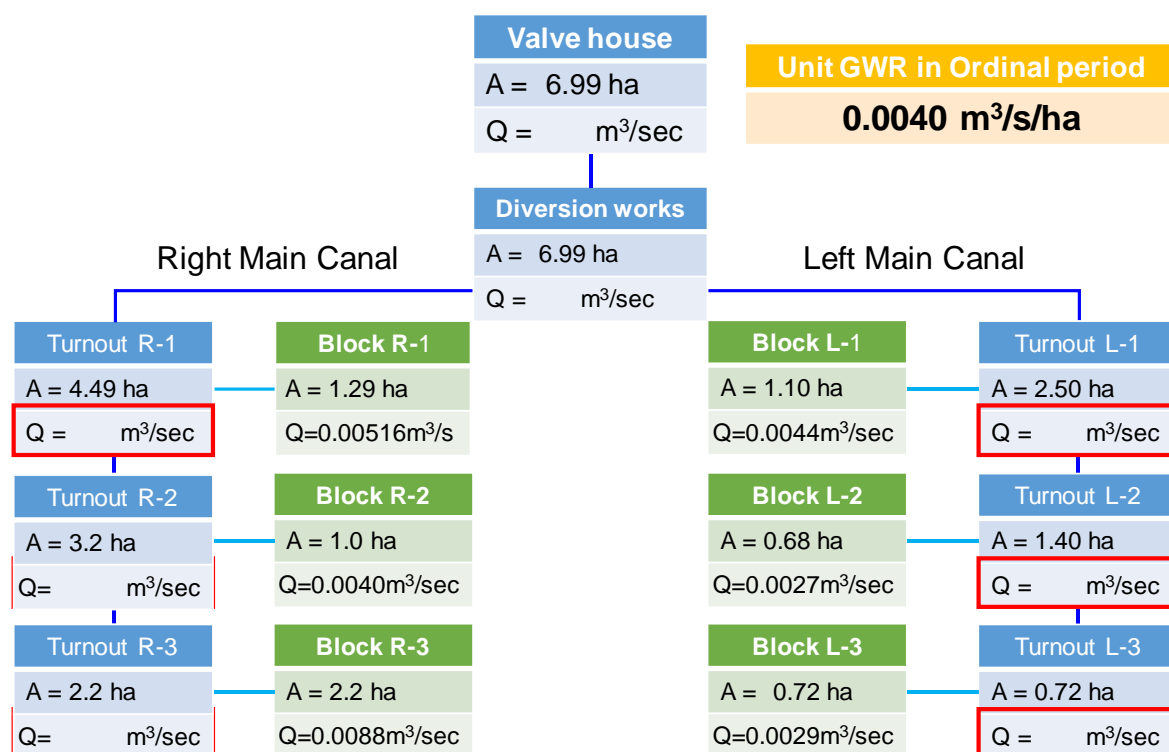 Valve house
A = 6.99 ha
Q = m³/sec
Unit GWR in Ordinal period
0.0040 m³/s/ha
Diversion works
A = 6.99 ha
Q = m³/sec
Right Main Canal
Left Main Canal
Turnout R-1
A = 4.49 ha
Q = m³/sec
Block R-1
A = 1.29 ha
Q=0.00516m³/s
Block L-1
A = 1.10 ha
Q=0.0044m³/sec
Turnout L-1
A = 2.50 ha
Q = m³/sec
Turnout R-2
A = 3.2 ha
Q= m³/sec
Block R-2
A = 1.0 ha
Q=0.0040m³/sec
Block L-2
A = 0.68 ha
Q=0.0027m³/sec
Turnout L-2
A = 1.40 ha
Q = m³/sec
Turnout R-3
A = 2.2 ha
Q= m³/sec
Block R-3
A = 2.2 ha
Q=0.0088m³/sec
Block L-3
A = 0.72 ha
Q=0.0029m³/sec
Turnout L-3
A = 0.72 ha
Q = m³/sec